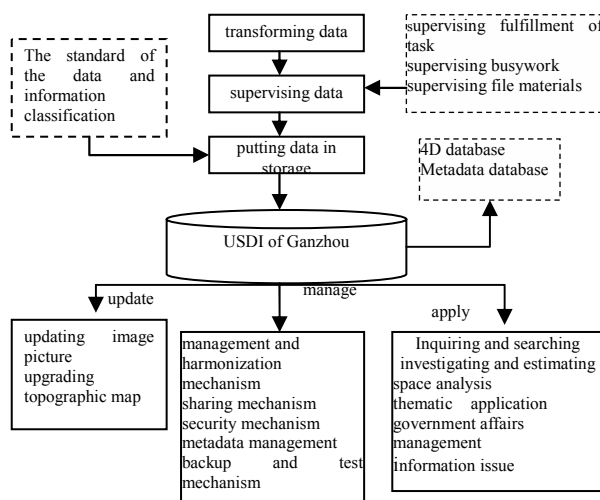 transforming data
supervising fulfillment of
task
supervising busywork
supervising file materials
The standard of
the data and
information
classification
supervising data
putting data in
storage
4D database
Metadata database
USDI of Ganzhou
update
manage
apply
updating image
picture
upgrading
topographic map
management and
harmonization
mechanism
sharing mechanism
security mechanism
metadata management
backup and test
mechanism
Inquiring and searching
investigating and estimating
space analysis
thematic application
government affairs
management
information issue